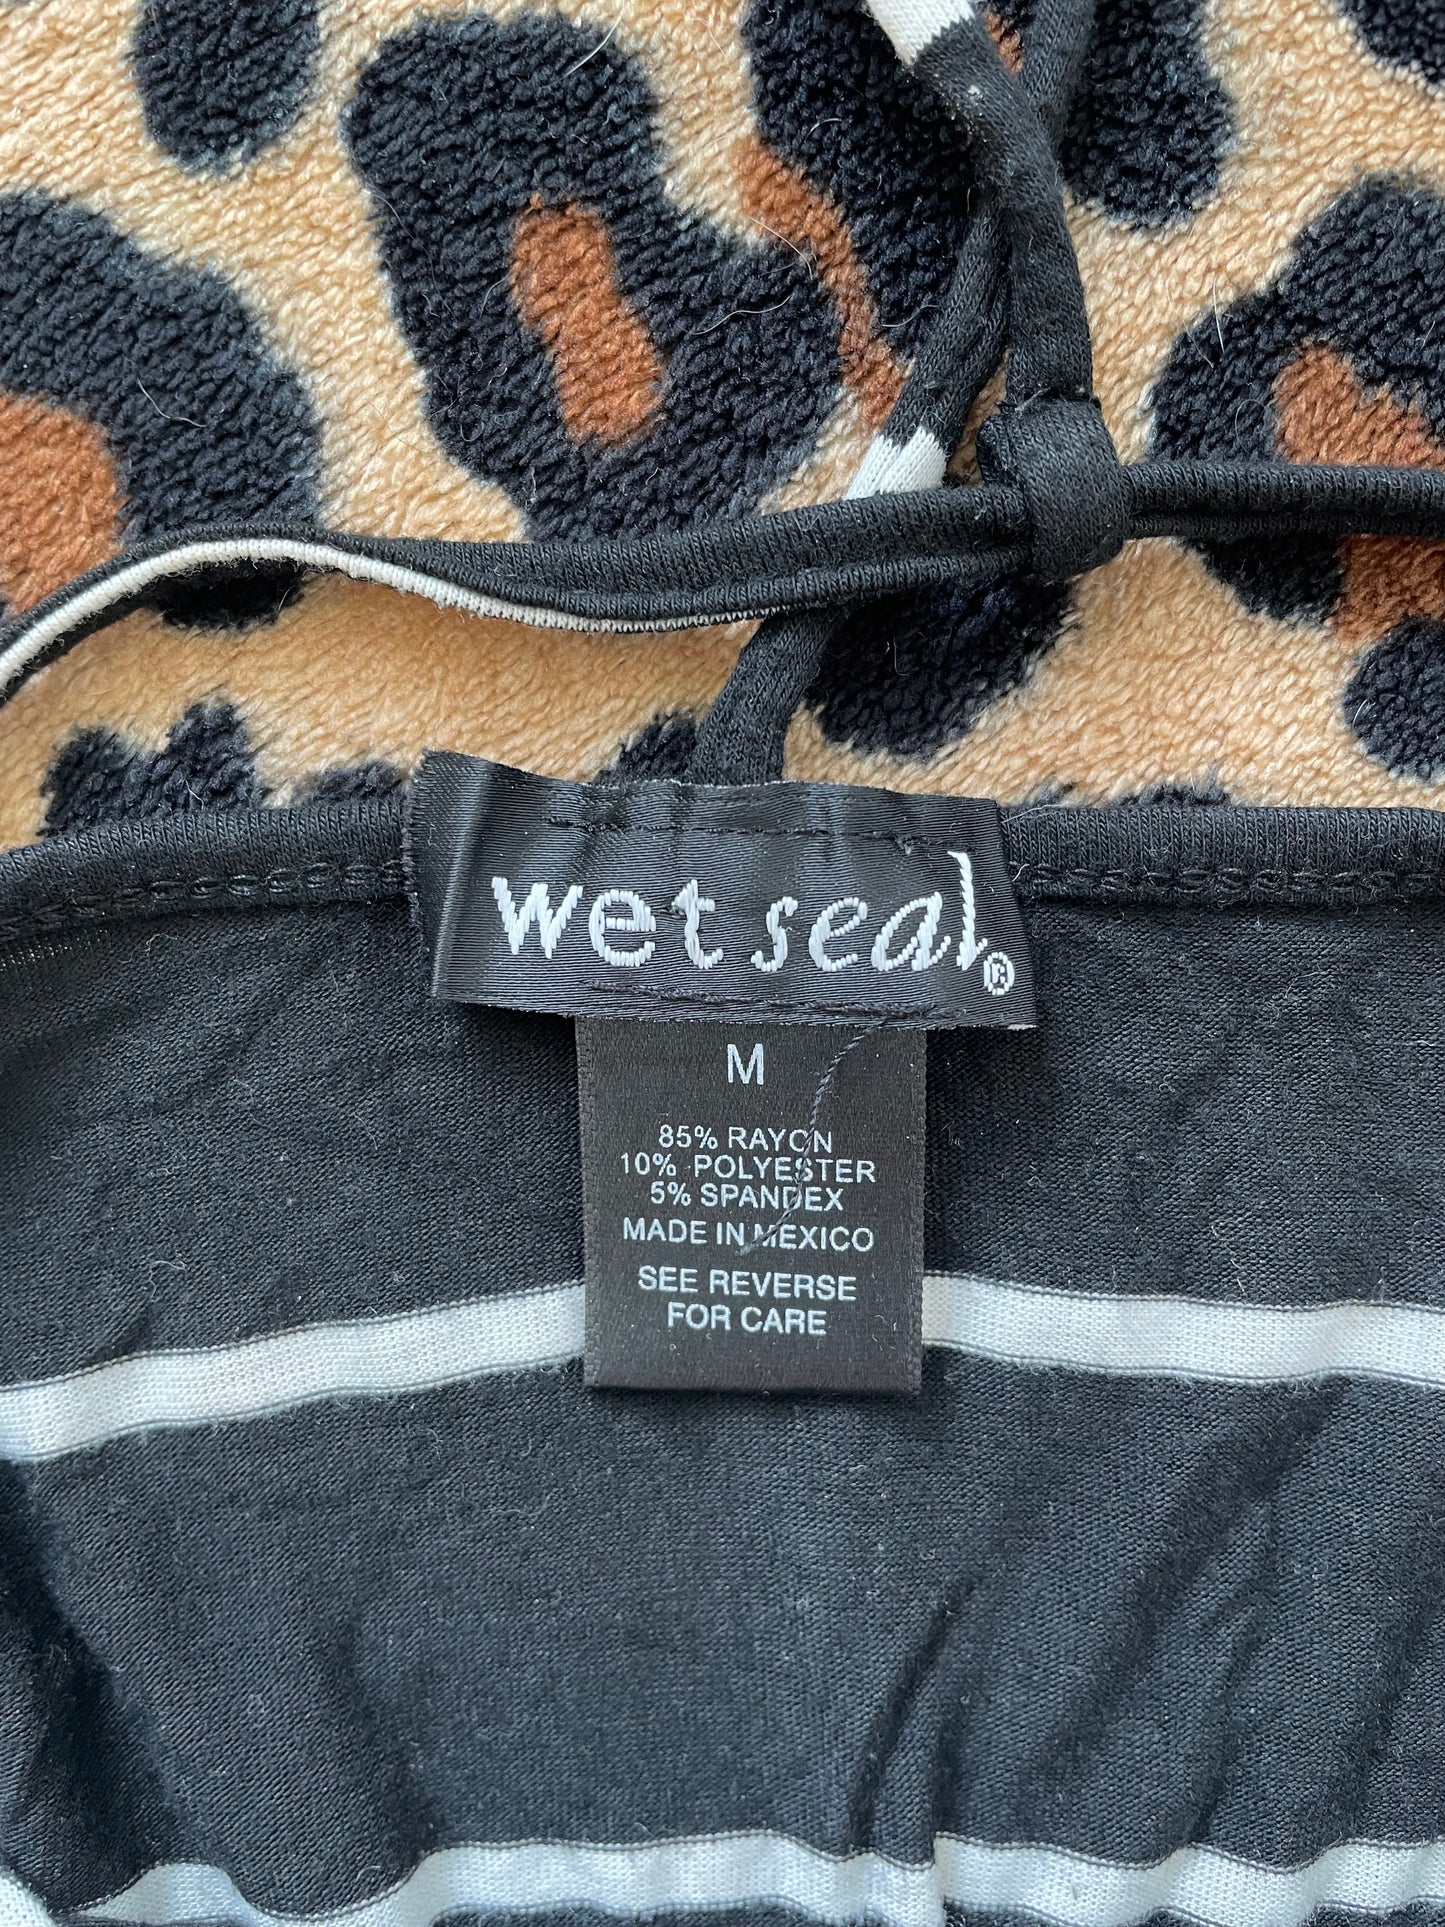 wet seal®
M
85% RAYON
10% POLYESTER
5% SPANDEX
MADE IN MEXICO
SEE REVERSE
FOR CARE